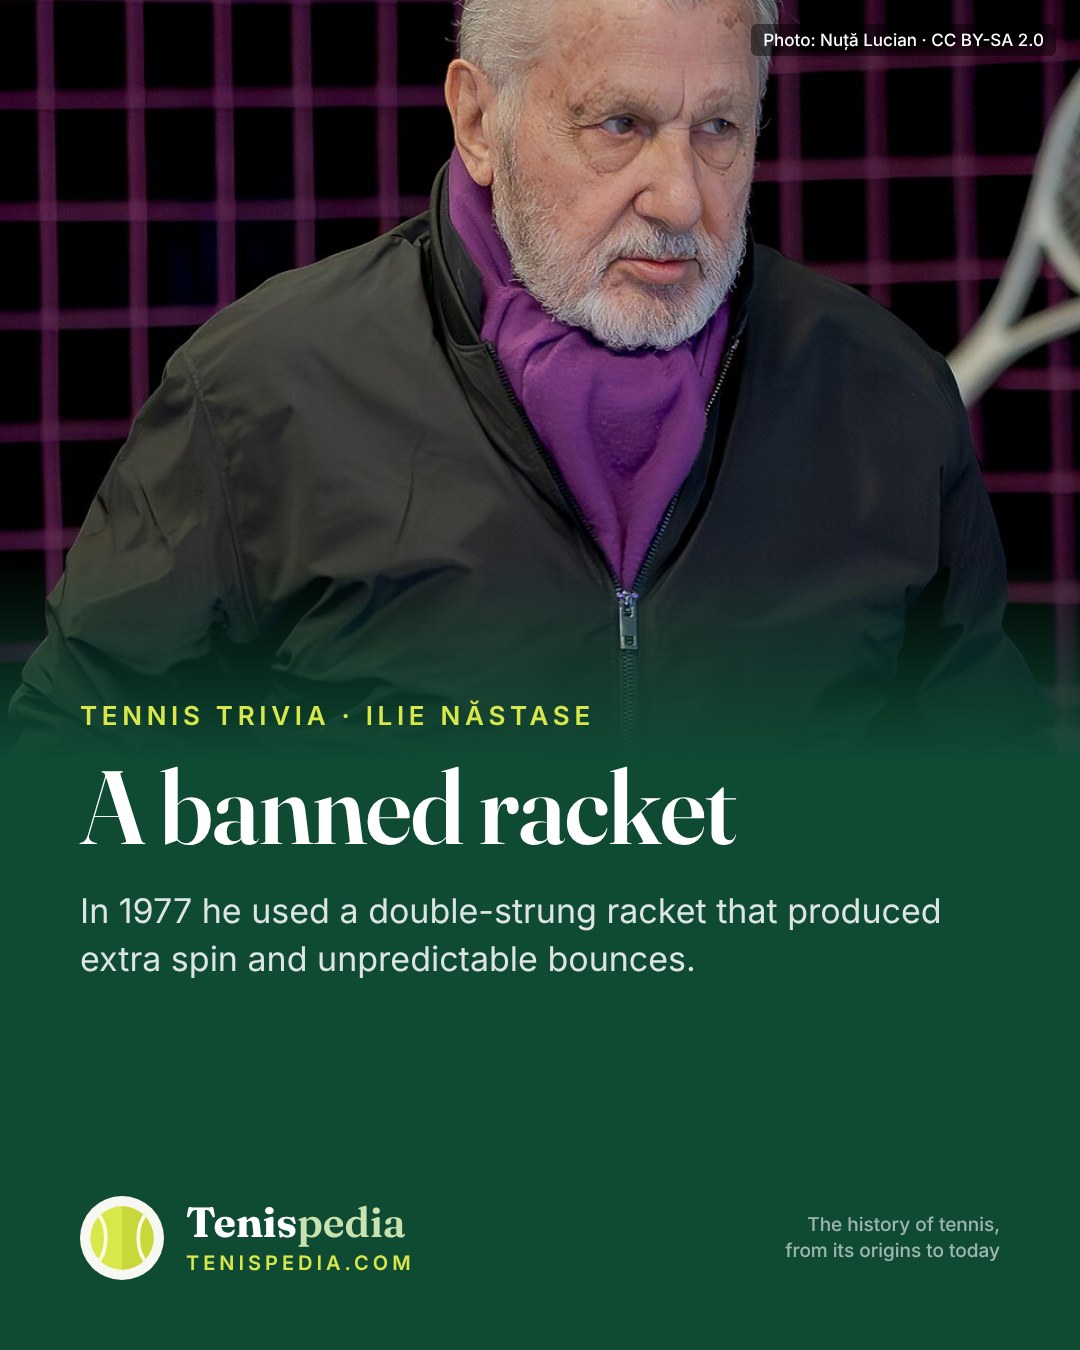 Photo: Nuță Lucian · CC BY-SA 2.0
TENNIS TRIVIA · ILIE NĂSTASE
A banned racket
In 1977 he used a double-strung racket that produced
extra spin and unpredictable bounces.
Tenispedia
TENISPEDIA.COM
The history of tennis,
from its origins to today